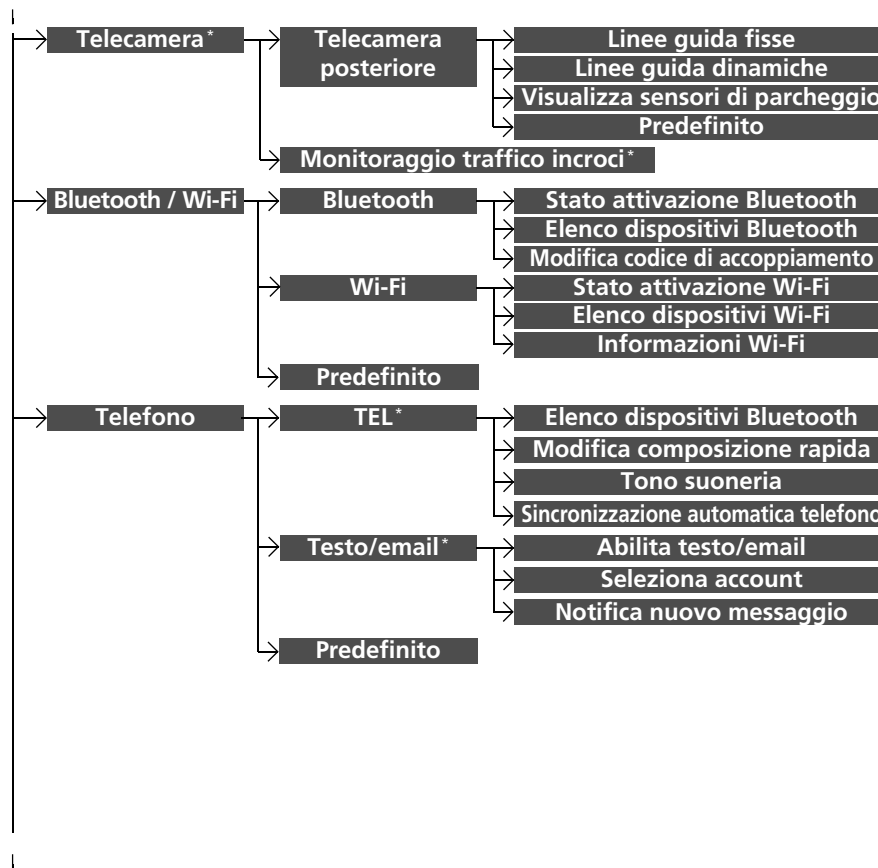 Telecamera*
Telecamera
posteriore
Linee guida fisse
Linee guida dinamiche
Visualizza sensori di parcheggio
Predefinito
Monitoraggio traffico incroci*
Bluetooth / Wi-Fi
Bluetooth
Stato attivazione Bluetooth
Elenco dispositivi Bluetooth
Modifica codice di accoppiamento
Wi-Fi
Stato attivazione Wi-Fi
Elenco dispositivi Wi-Fi
Informazioni Wi-Fi
Predefinito
Telefono
TEL*
Elenco dispositivi Bluetooth
Modifica composizione rapida
Tono suoneria
Sincronizzazione automatica telefono
Testo/email*
Abilita testo/email
Seleziona account
Notifica nuovo messaggio
Predefinito